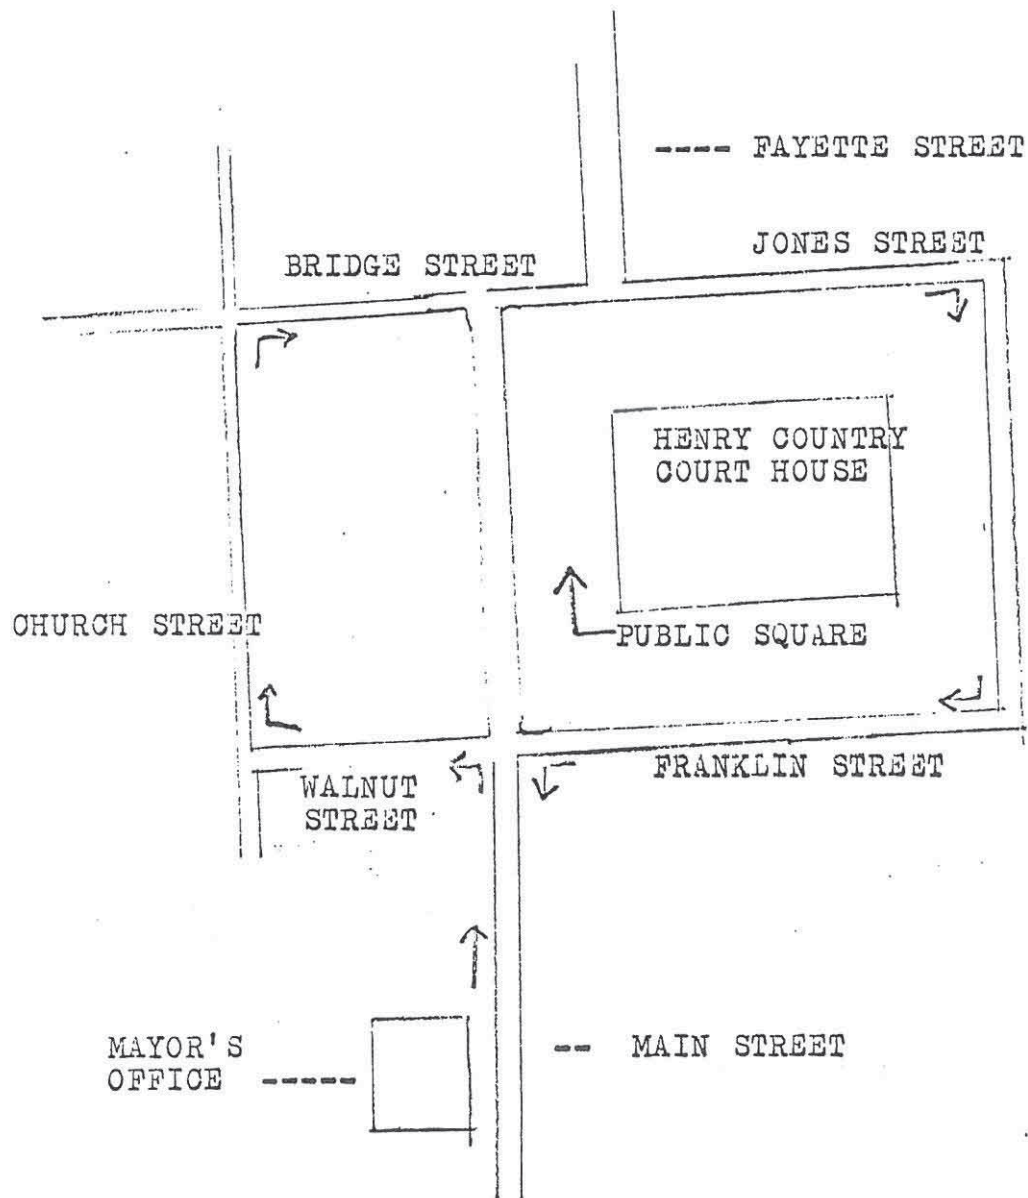 ---- FAYETTE STREET
JONES STREET
BRIDGE STREET
HENRY COUNTRY
COURT HOUSE
CHURCH STREET
PUBLIC SQUARE
FRANKLIN STREET
WALNUT
STREET
MAYOR'S
OFFICE -----
-- MAIN STREET